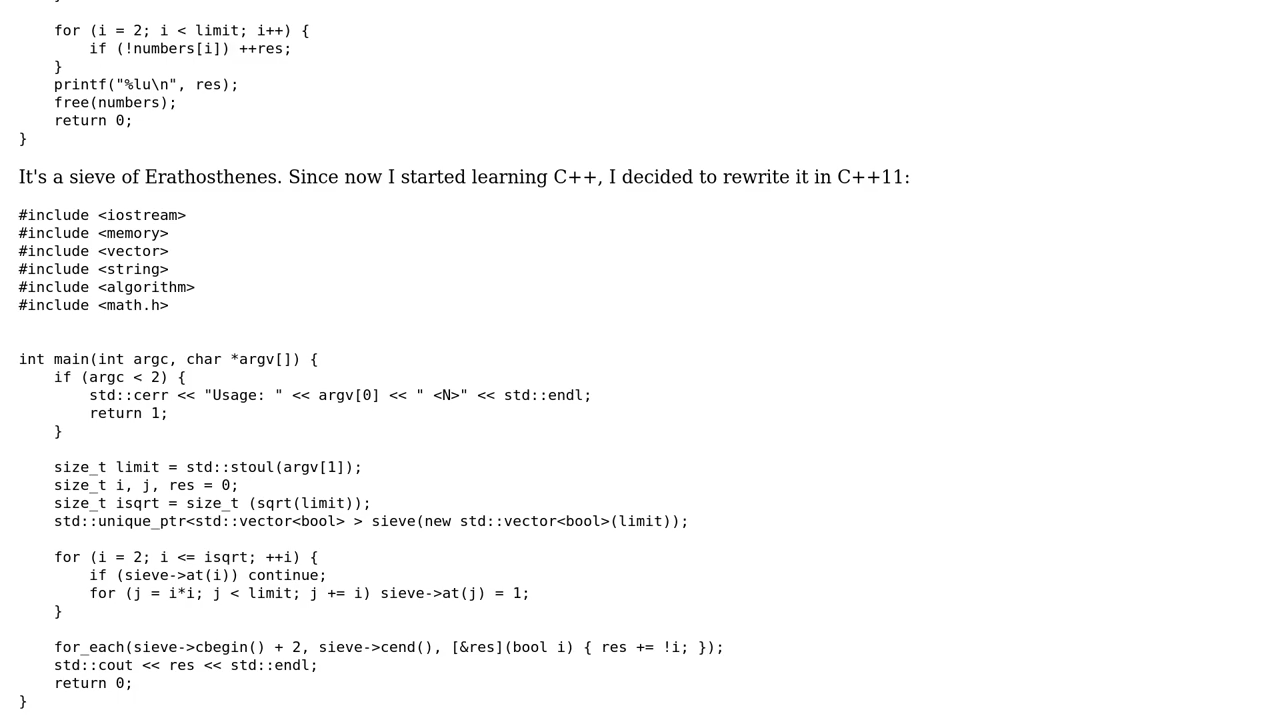 }
    for (i = 2; i < limit; i++) {
        if (!numbers[i]) ++res;
    }
    printf("%lu\n", res);
    free(numbers);
    return 0;
}
It's a sieve of Erathosthenes. Since now I started learning C++, I decided to rewrite it in C++11:
#include <iostream>
#include <memory>
#include <vector>
#include <string>
#include <algorithm>
#include <math.h>
int main(int argc, char *argv[]) {
    if (argc < 2) {
        std::cerr << "Usage: " << argv[0] << " <N>" << std::endl;
        return 1;
    }
    size_t limit = std::stoul(argv[1]);
    size_t i, j, res = 0;
    size_t isqrt = size_t (sqrt(limit));
    std::unique_ptr<std::vector<bool> > sieve(new std::vector<bool>(limit));
    for (i = 2; i <= isqrt; ++i) {
        if (sieve->at(i)) continue;
        for (j = i*i; j < limit; j += i) sieve->at(j) = 1;
    }
    for_each(sieve->cbegin() + 2, sieve->cend(), [&res](bool i) { res += !i; });
    std::cout << res << std::endl;
    return 0;
}